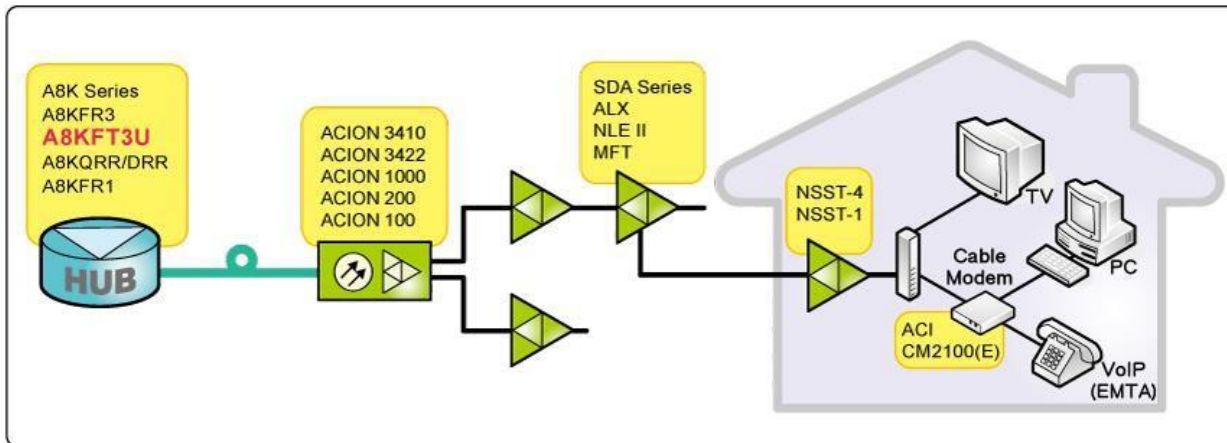 A8K Series
A8KFR3
A8KFT3U
A8KQRR/DRR
A8KFR1
HUB
ACION 3410
ACION 3422
ACION 1000
ACION 200
ACION 100
SDA Series
ALX
NLE II
MFT
NSST-4
NSST-1
TV
PC
Cable
Modem
ACI
CM2100(E)
VoIP
(EMTA)